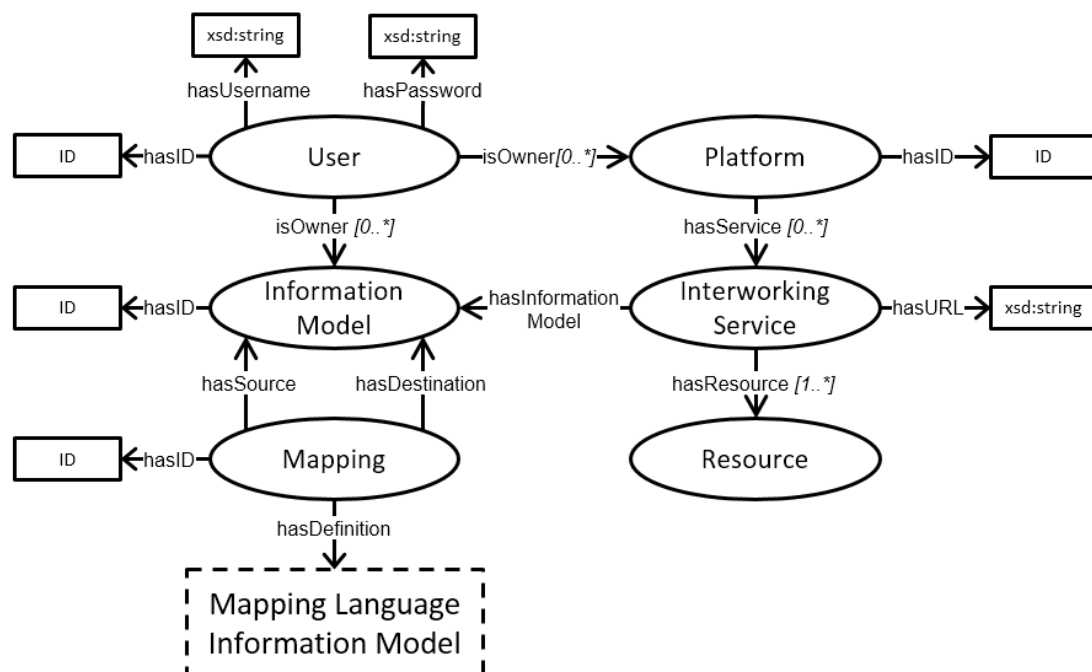 xsd:string
xsd:string
hasUsername
hasPassword
ID
hasID
User
isOwner[0..*]
Platform
hasID
ID
isOwner [0..*]
hasService [0..*]
ID
hasID
Information
Model
hasInformation
Model
Interworking
Service
hasURL
xsd:string
hasSource
hasDestination
hasResource [1..*]
ID
hasID
Mapping
Resource
hasDefinition
Mapping Language
Information Model